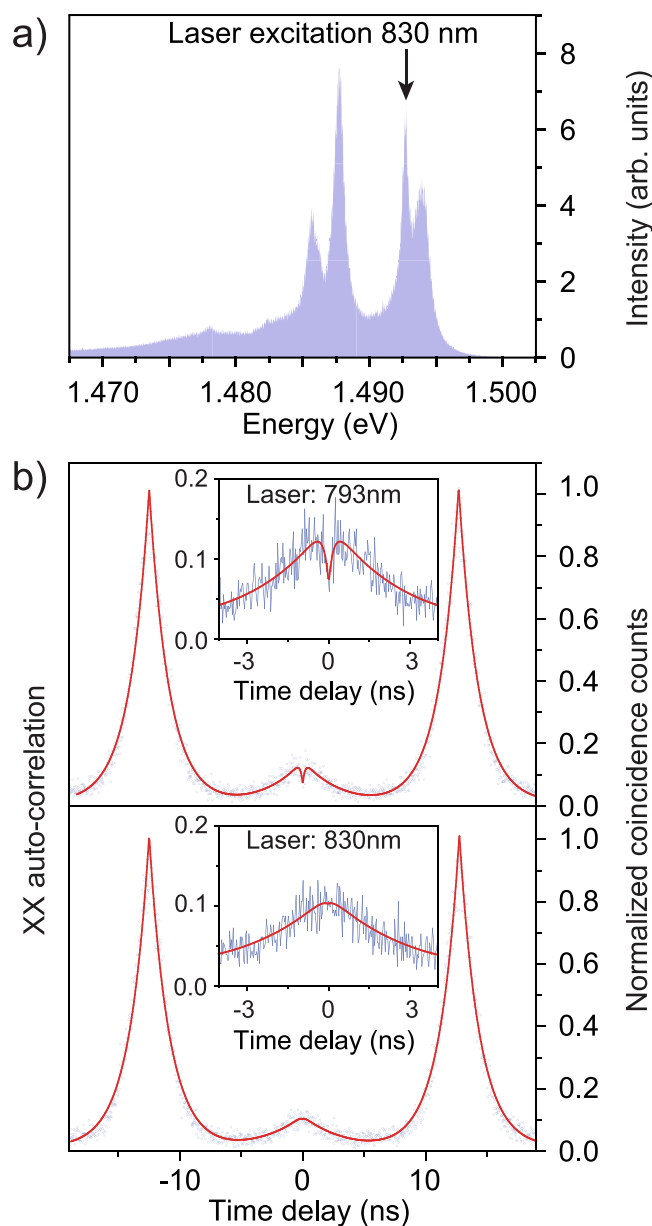 a)
Laser excitation 830 nm
8
6
4
2
0
Intensity (arb. units)
1.470 1.480 1.490 1.500
Energy (eV)
b)
XX auto-correlation
Normalized coincidence counts
Laser: 793nm
0.2
0.1
0.0
-3 0 3
Time delay (ns)
1.0
0.8
0.6
0.4
0.2
0.0
Laser: 830nm
0.2
0.1
0.0
-3 0 3
Time delay (ns)
1.0
0.8
0.6
0.4
0.2
0.0
-10 0 10
Time delay (ns)